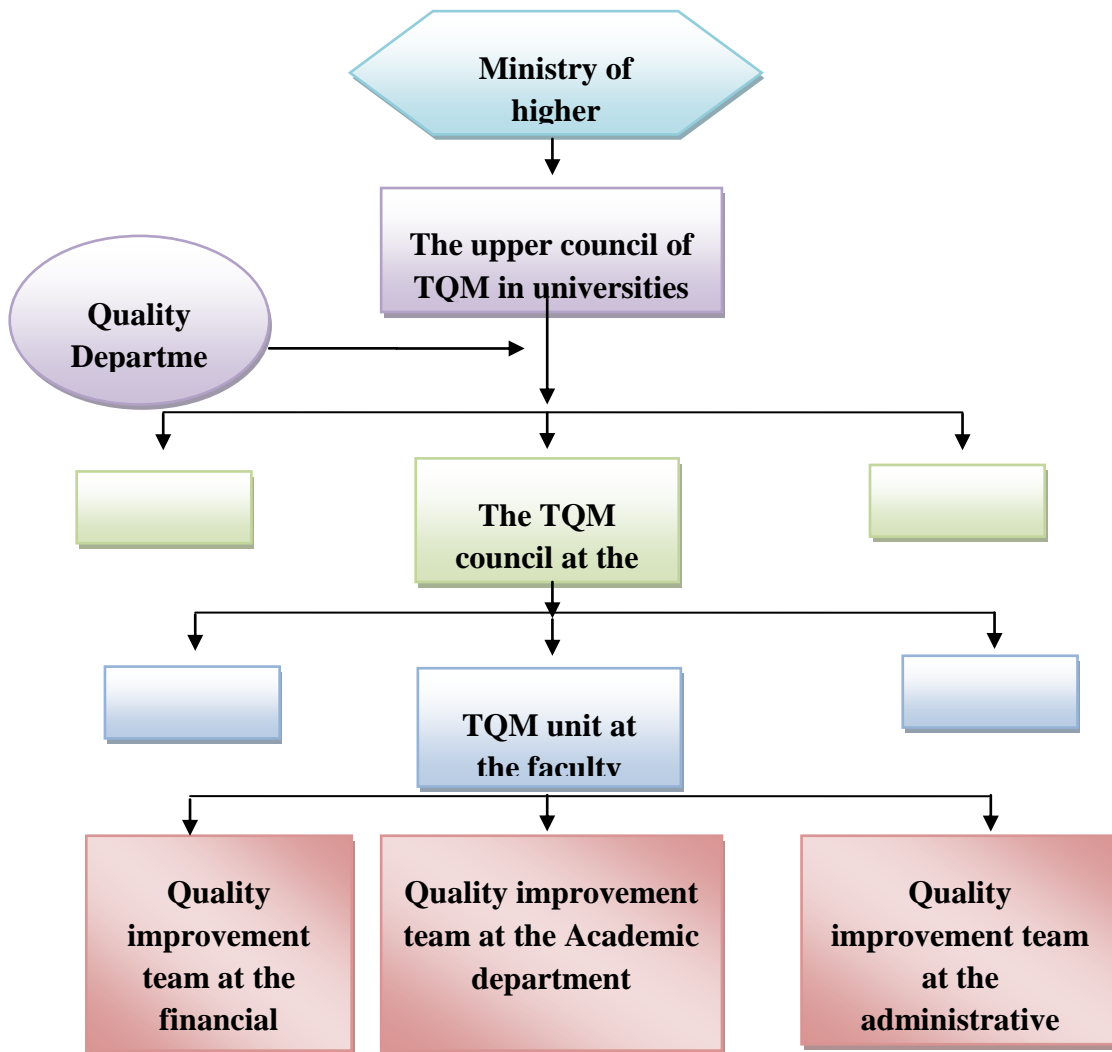 Ministry of
higher
The upper council of
TQM in universities
Quality
Departme
The TQM
council at the
TQM unit at
the faculty
Quality
improvement
team at the
financial
Quality improvement
team at the Academic
department
Quality
improvement team
at the
administrative